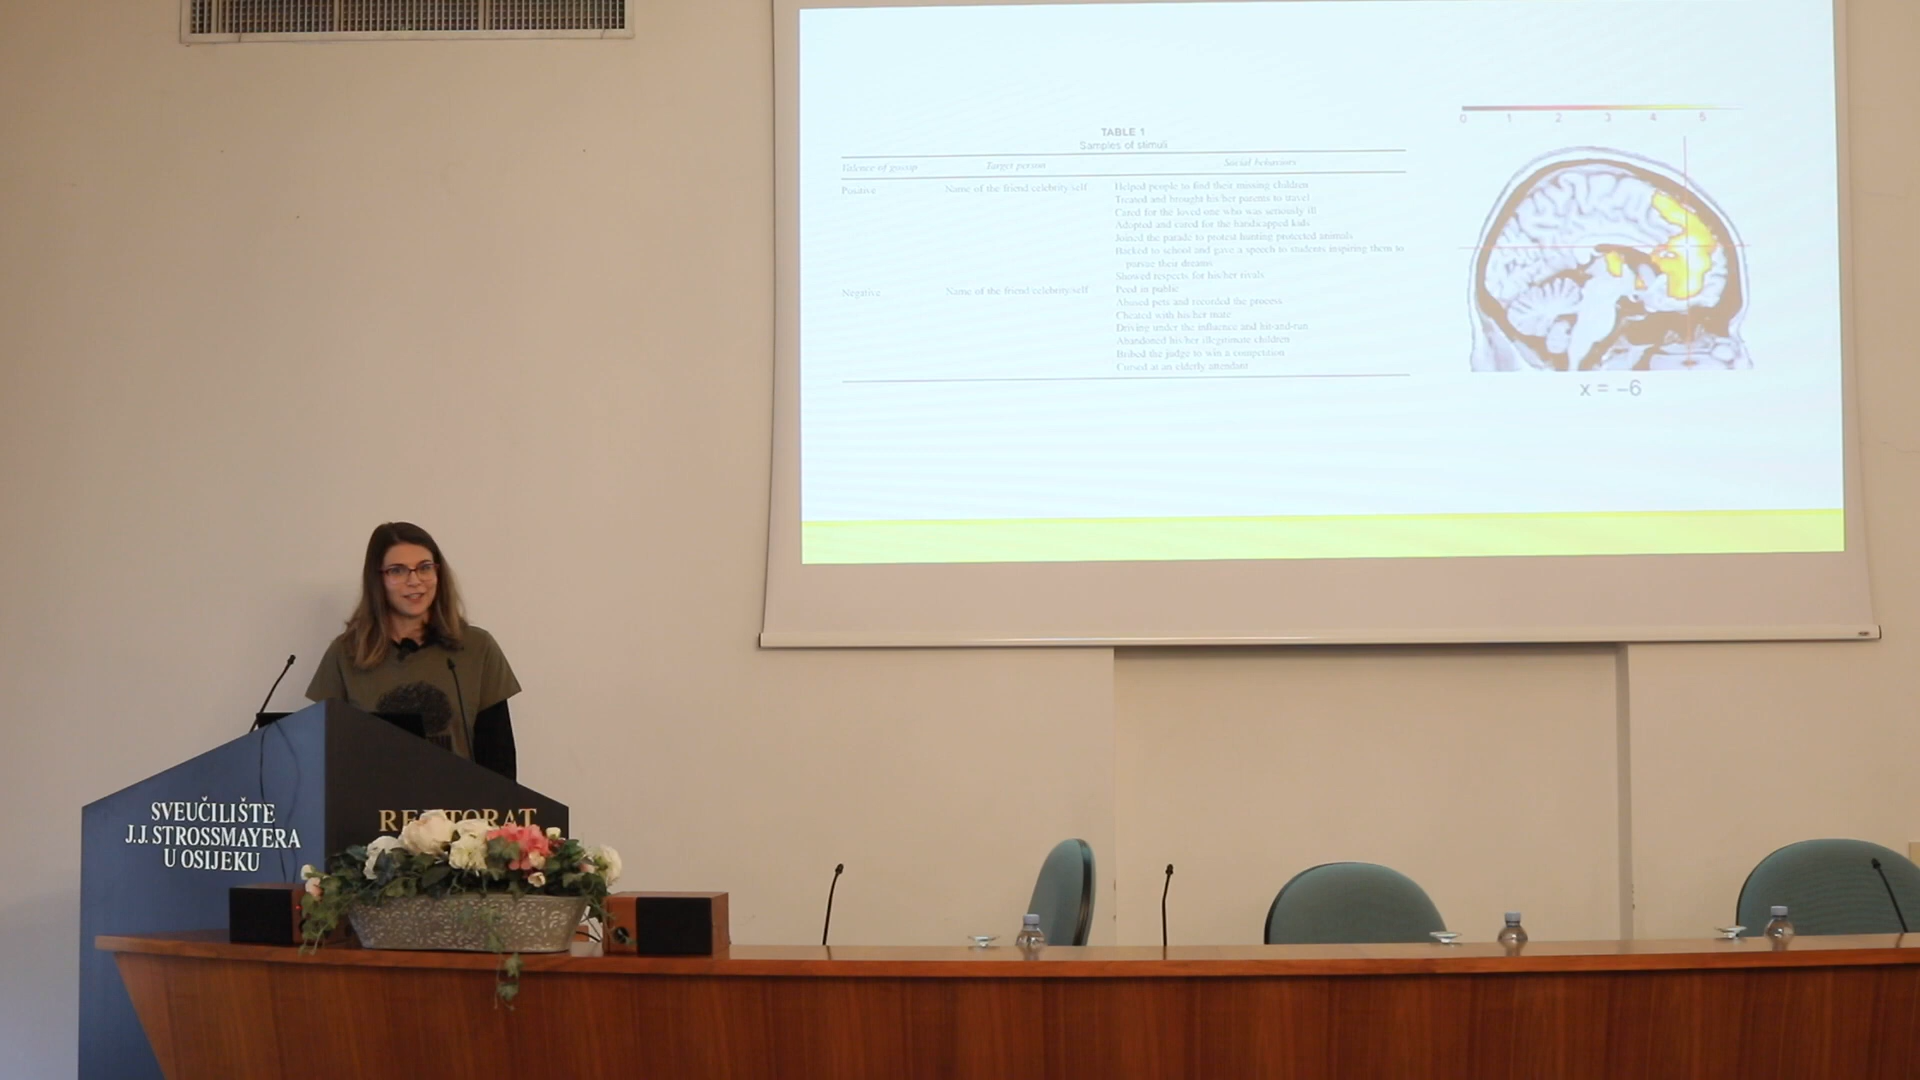 TABLE 1
Samples of stimuli
Valence of gossip Target person Social behaviors
Positive Name of the friend/celebrity/self Helped people to find their missing children
Treated and brought his/her parents to travel
Cared for the loved one who was seriously ill
Adopted and cared for the handicapped kids
Joined the parade to protest hunting protected animals
Backed to school and gave a speech to students inspiring them to
pursue their dreams
Showed respects for his/her rivals
Negative Name of the friend/celebrity/self Peed in public
Abused pets and recorded the process
Cheated with his/her mate
Driving under the influence and hit-and-run
Abandoned his/her illegitimate children
Bribed the judge to win a competition
Cursed at an elderly attendant
0 1 2 3 4 5
x = −6
SVEUČILIŠTE
J.J. STROSSMAYERA
U OSIJEKU
REKTORAT